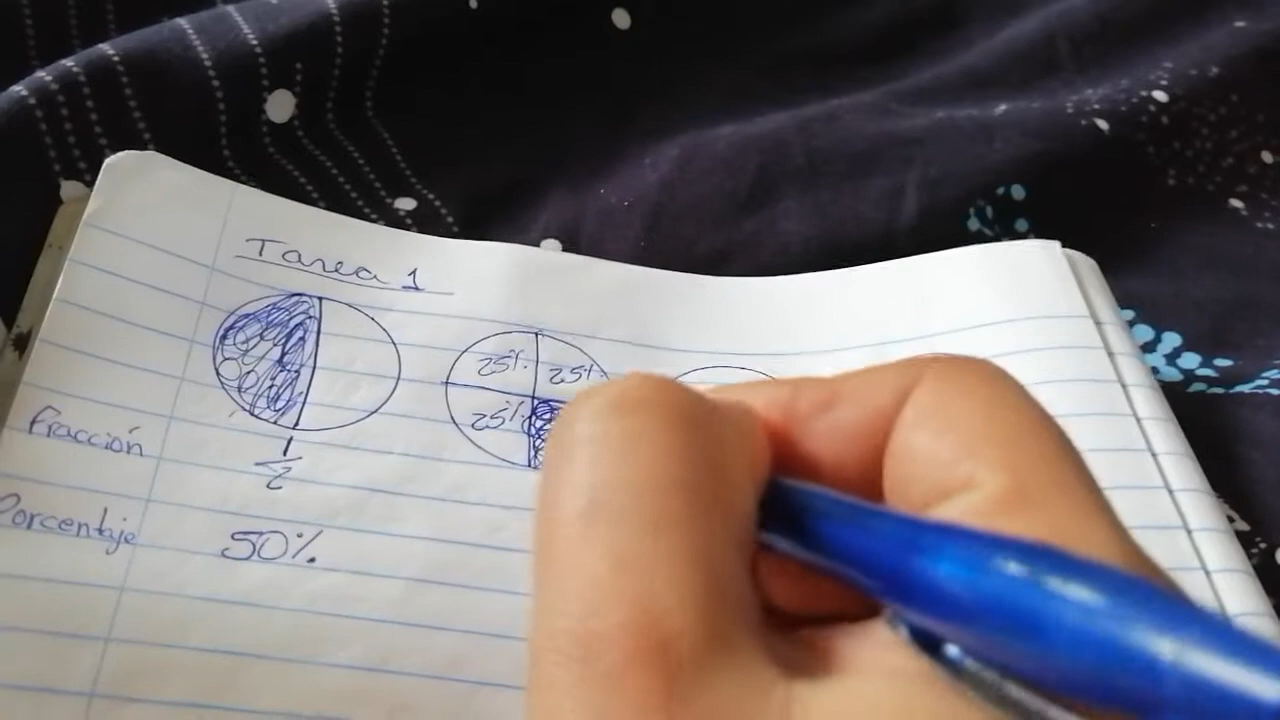 Tarea 1
25% 25%
25%
Fracción 1/2
Porcentaje 50%